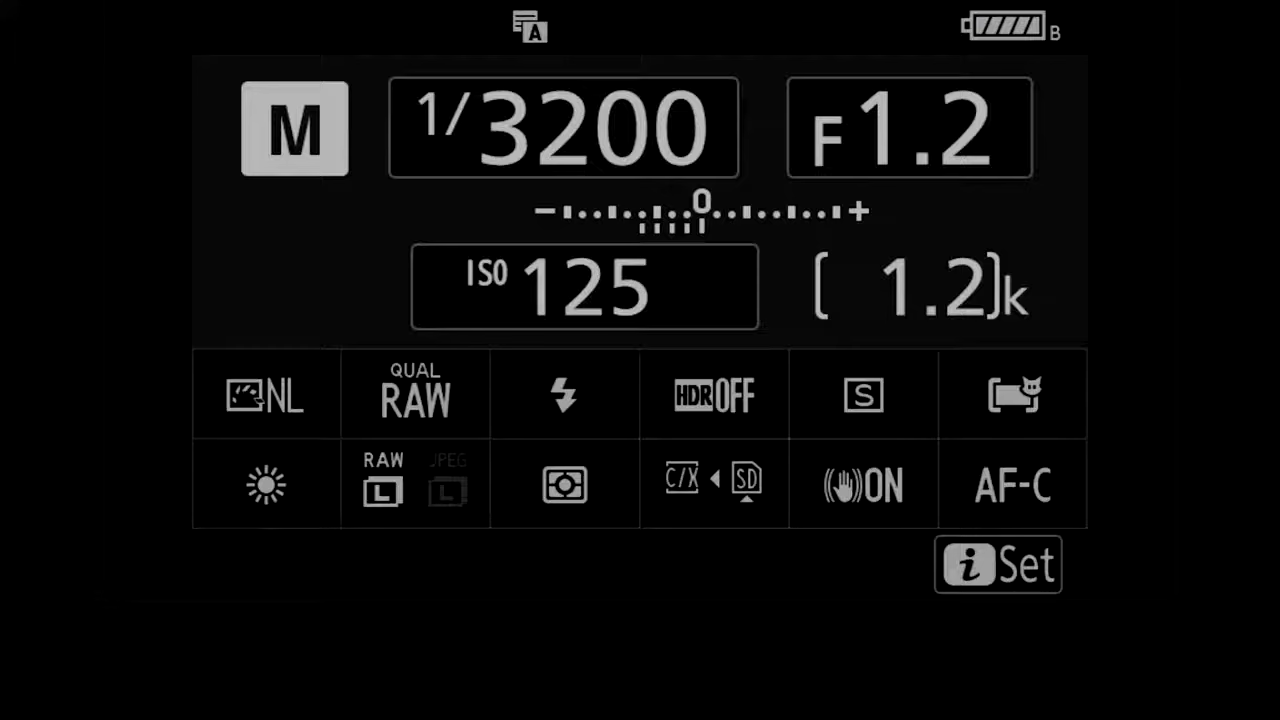 A
B
M 1/3200 F1.2
− 0 +
ISO 125 [ 1.2]k
NL QUAL RAW HDR OFF S
RAW L JPEG L C/X SD ON AF-C
i Set